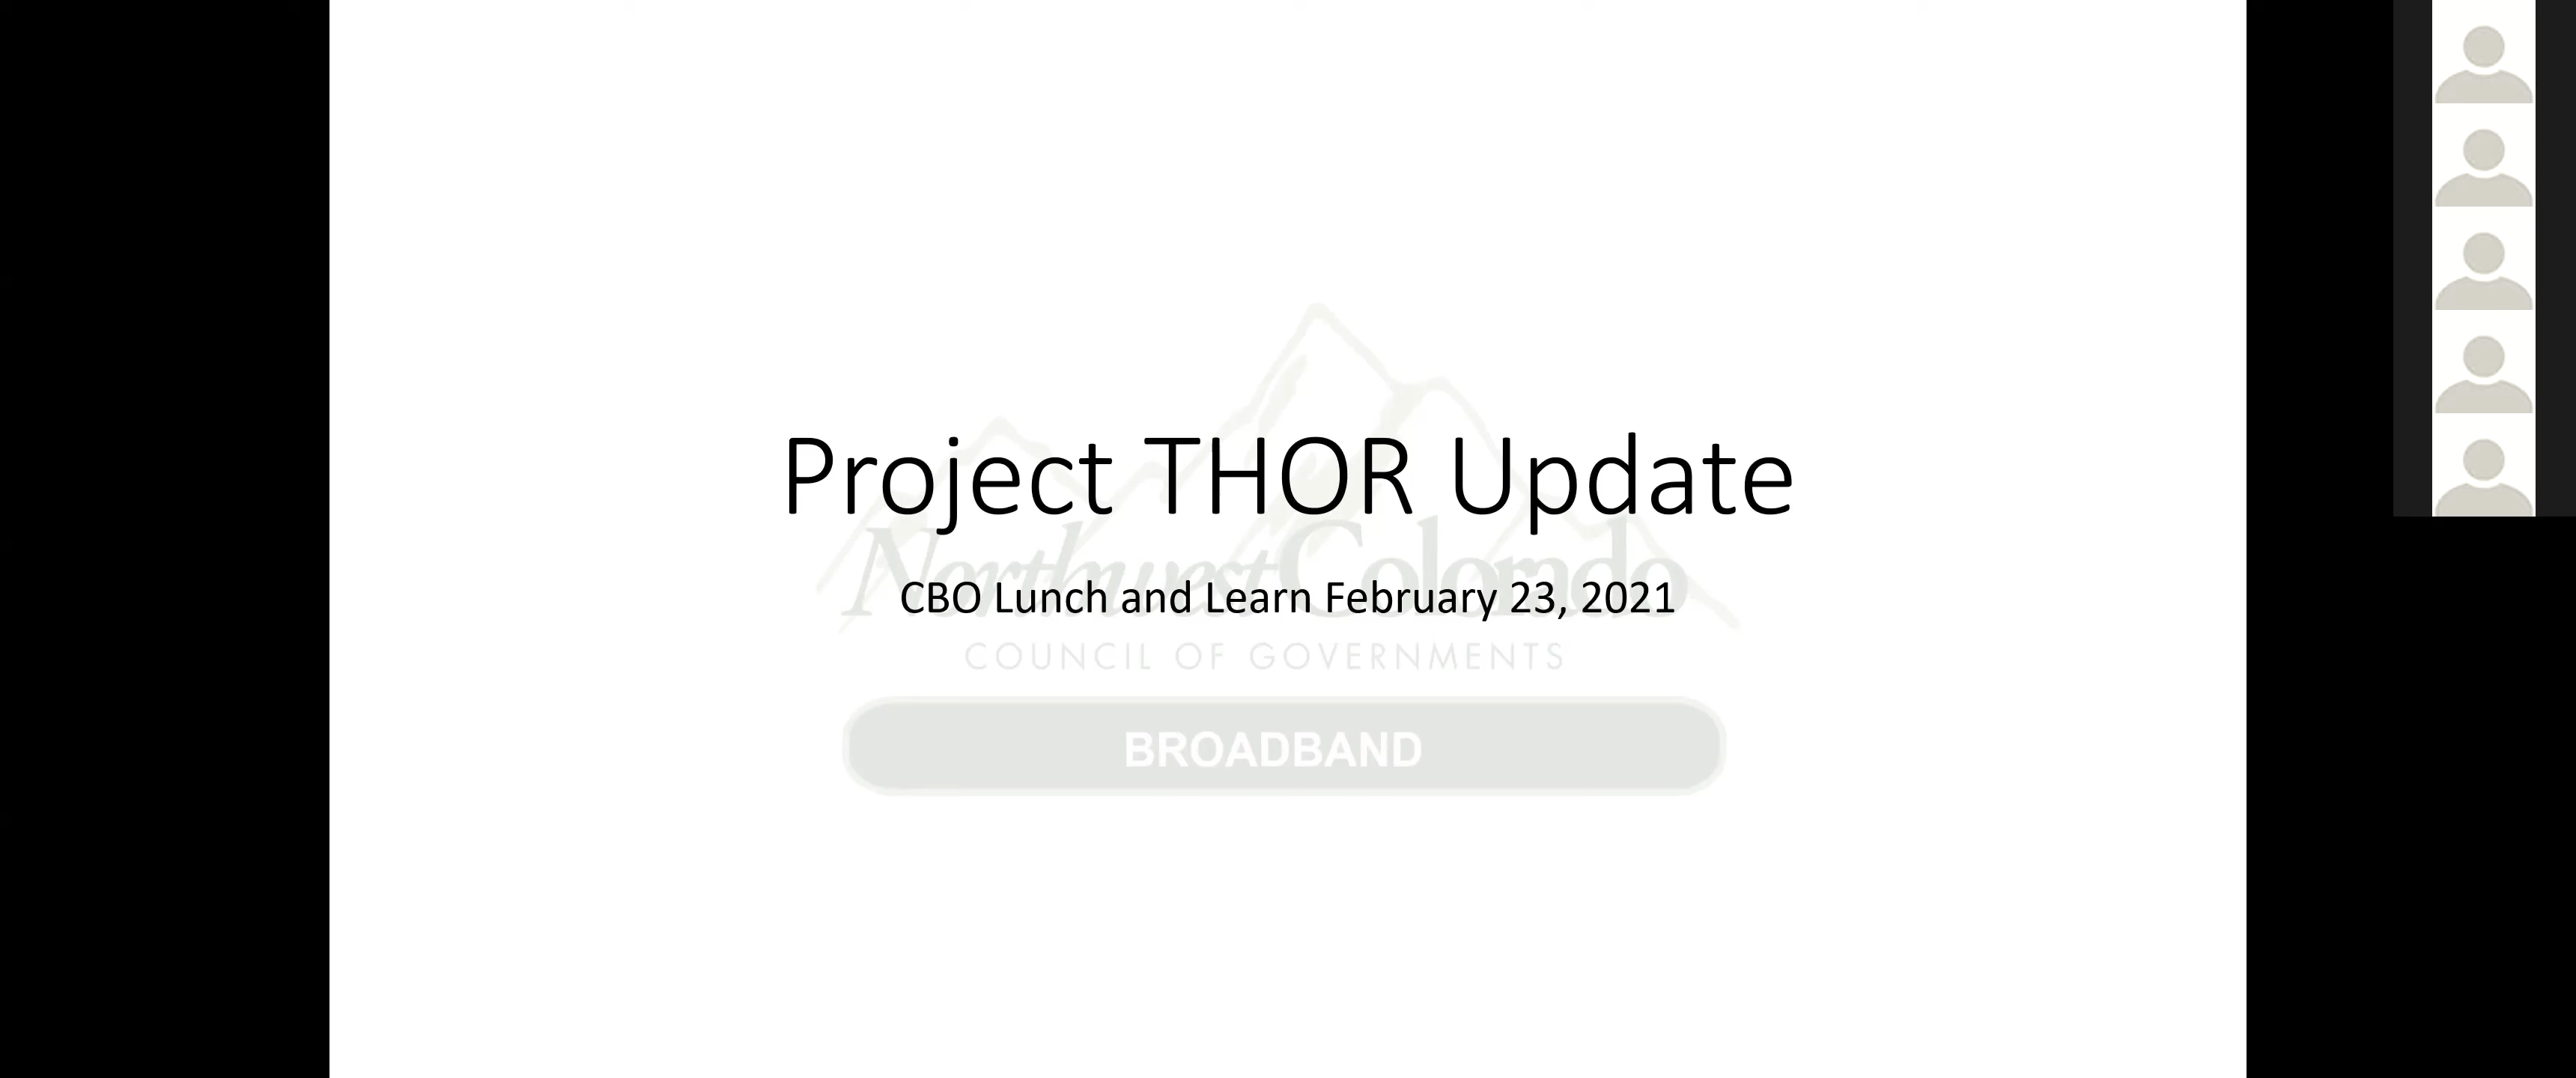 Project THOR Update
CBO Lunch and Learn February 23, 2021
Northwest Colorado
COUNCIL OF GOVERNMENTS
BROADBAND